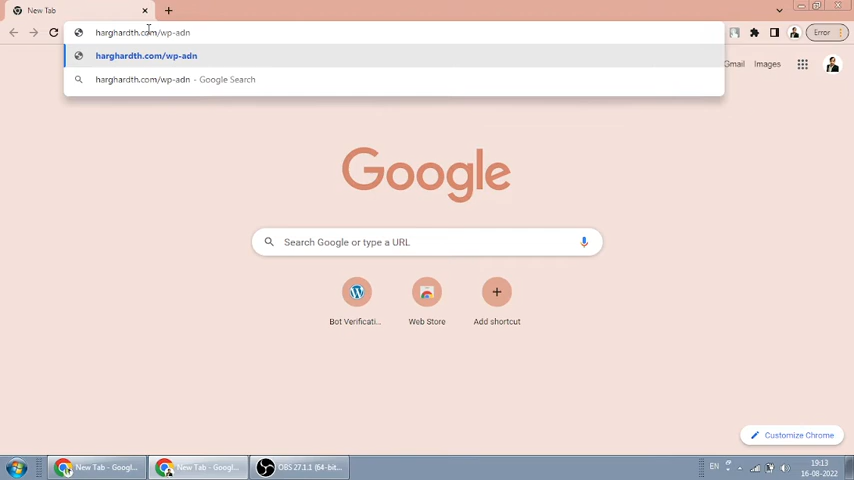 New Tab
harghardth.com/wp-adn
Error
harghardth.com/wp-adn
harghardth.com/wp-adn - Google Search
Gmail Images
Google
Search Google or type a URL
Bot Verificati...
Web Store
Add shortcut
Customize Chrome
New Tab - Googl...
New Tab - Googl...
OBS 27.1.1 (64-bit...
EN
19:13
16-08-2022